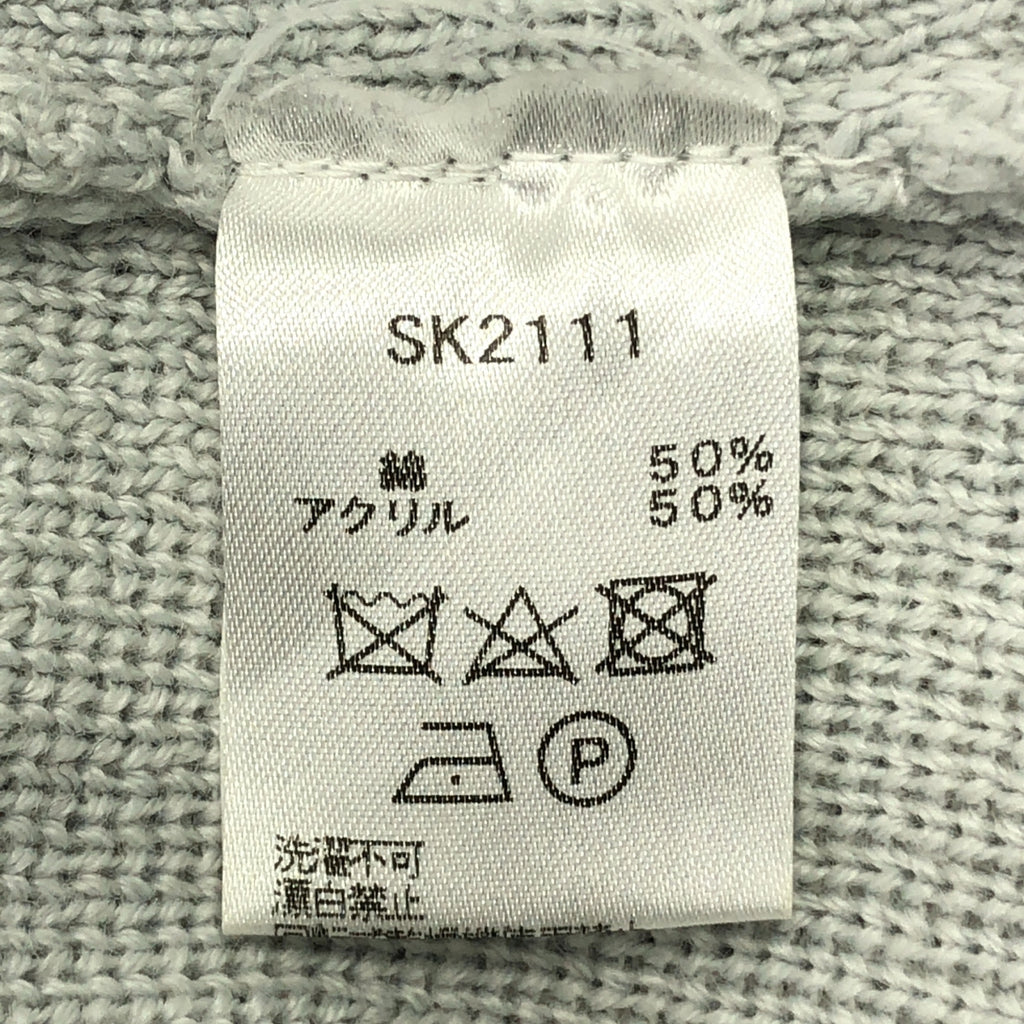 SK2111
綿 50%
アクリル 50%
P
洗濯不可
漂白禁止